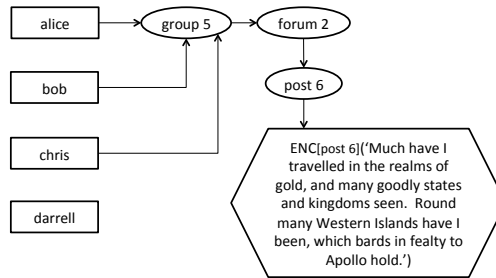 alice
group 5
forum 2
bob
post 6
chris
darrell
ENC[post 6](‘Much have I
travelled in the realms of
gold, and many goodly states
and kingdoms seen.  Round
many Western Islands have I
been, which bards in fealty to
Apollo hold.’)